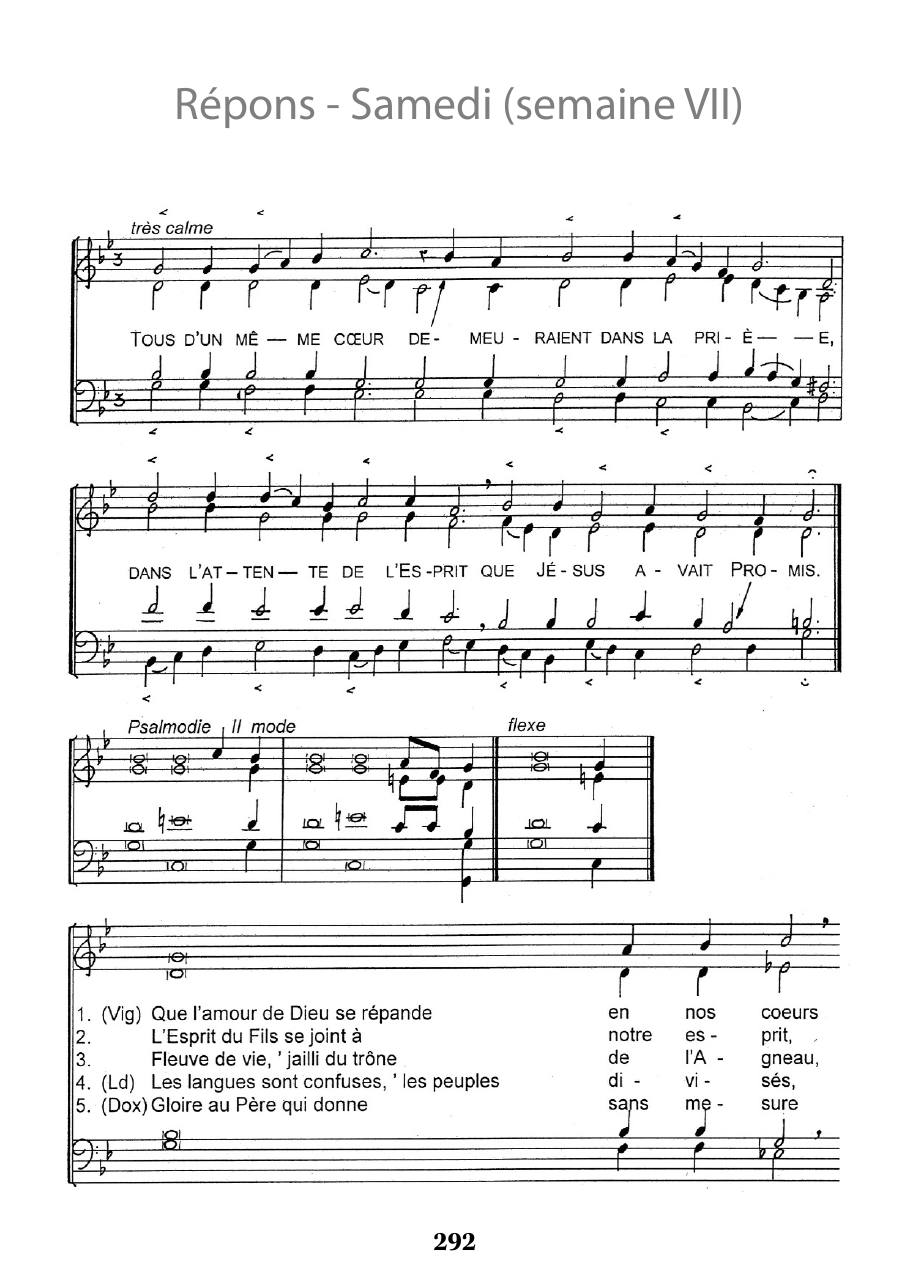 Répons - Samedi (semaine VII)
très calme
TOUS D'UN MÊ — ME CŒUR DE- MEU - RAIENT DANS LA PRI - È — — E,
DANS L'AT – TEN — TE DE L'ES-PRIT QUE JÉ-SUS A - VAIT PRO - MIS.
Psalmodie II mode flexe
1. (Vig) Que l'amour de Dieu se répande en nos coeurs
2. L'Esprit du Fils se joint à notre es - prit,
3. Fleuve de vie, ' jailli du trône de l'A - gneau,
4. (Ld) Les langues sont confuses, ' les peuples di - vi - sés,
5. (Dox) Gloire au Père qui donne sans me - sure
292